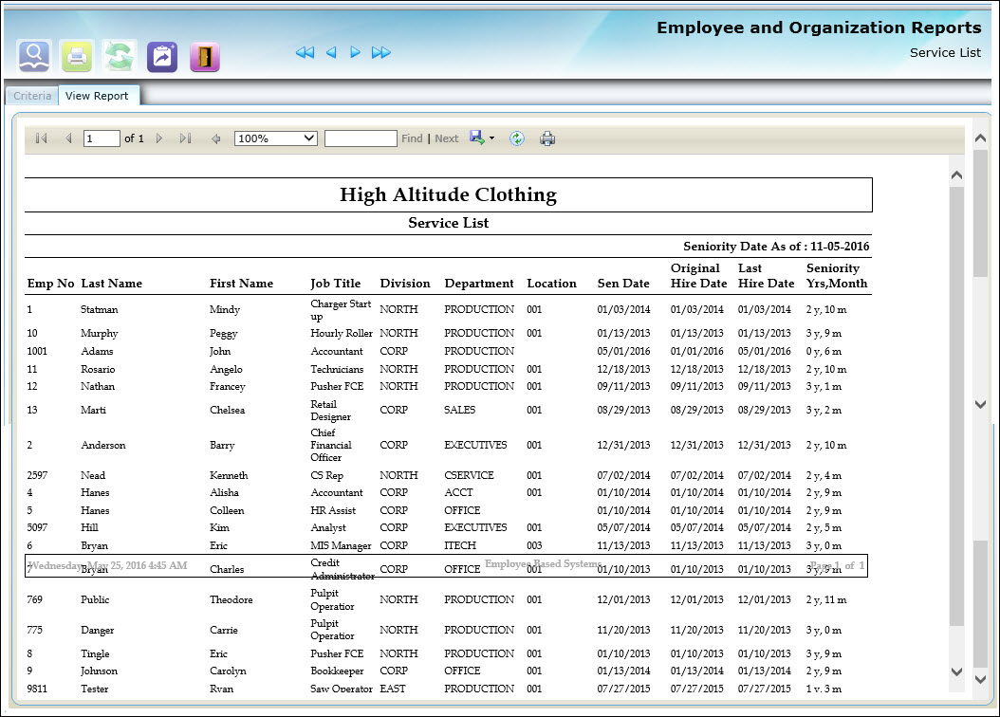 Employee and Organization Reports
Service List
Criteria View Report
1 of 1 100% Find | Next
High Altitude Clothing
Service List
Seniority Date As of : 11-05-2016
Emp No Last Name First Name Job Title Division Department Location Sen Date Original Hire Date Last Hire Date Seniority Yrs,Month
1 Statman Mindy Charger Start up NORTH PRODUCTION 001 01/03/2014 01/03/2014 01/03/2014 2 y, 10 m
10 Murphy Peggy Hourly Roller NORTH PRODUCTION 001 01/13/2013 01/13/2013 01/13/2013 3 y, 9 m
1001 Adams John Accountant CORP PRODUCTION 05/01/2016 01/01/2016 05/01/2016 0 y, 6 m
11 Rosario Angelo Technicians NORTH PRODUCTION 001 12/18/2013 12/18/2013 12/18/2013 2 y, 10 m
12 Nathan Francey Pusher FCE NORTH PRODUCTION 001 09/11/2013 09/11/2013 09/11/2013 3 y, 1 m
13 Marti Chelsea Retail Designer CORP SALES 001 08/29/2013 08/29/2013 08/29/2013 3 y, 2 m
2 Anderson Barry Chief Financial Officer CORP EXECUTIVES 001 12/31/2013 12/31/2013 12/31/2013 2 y, 10 m
2597 Nead Kenneth CS Rep NORTH CSERVICE 001 07/02/2014 07/02/2014 07/02/2014 2 y, 4 m
4 Hanes Alisha Accountant CORP ACCT 001 01/10/2014 01/10/2014 01/10/2014 2 y, 9 m
5 Hanes Colleen HR Assist CORP OFFICE 01/10/2014 01/10/2014 01/10/2014 2 y, 9 m
5097 Hill Kim Analyst CORP EXECUTIVES 001 05/07/2014 05/07/2014 05/07/2014 2 y, 5 m
6 Bryan Eric MIS Manager CORP ITECH 003 11/13/2013 11/13/2013 11/13/2013 3 y, 0 m
Wednesday, May 25, 2016 4:45 AM Employee Based Systems Page 1 of 1
7 Bryan Charles Credit Administrator CORP OFFICE 001 01/10/2013 01/10/2013 01/10/2013 3 y, 9 m
769 Public Theodore Pulpit Operatior NORTH PRODUCTION 001 12/01/2013 12/01/2013 12/01/2013 2 y, 11 m
775 Danger Carrie Pulpit Operatior NORTH PRODUCTION 001 11/20/2013 11/20/2013 11/20/2013 3 y, 0 m
8 Tingle Eric Pusher FCE NORTH PRODUCTION 001 01/10/2013 01/10/2013 01/10/2013 3 y, 9 m
9 Johnson Carolyn Bookkeeper CORP OFFICE 001 01/13/2014 01/13/2014 01/13/2014 2 y, 9 m
9811 Tester Ryan Saw Operator EAST PRODUCTION 001 07/27/2015 07/27/2015 07/27/2015 1 y, 3 m